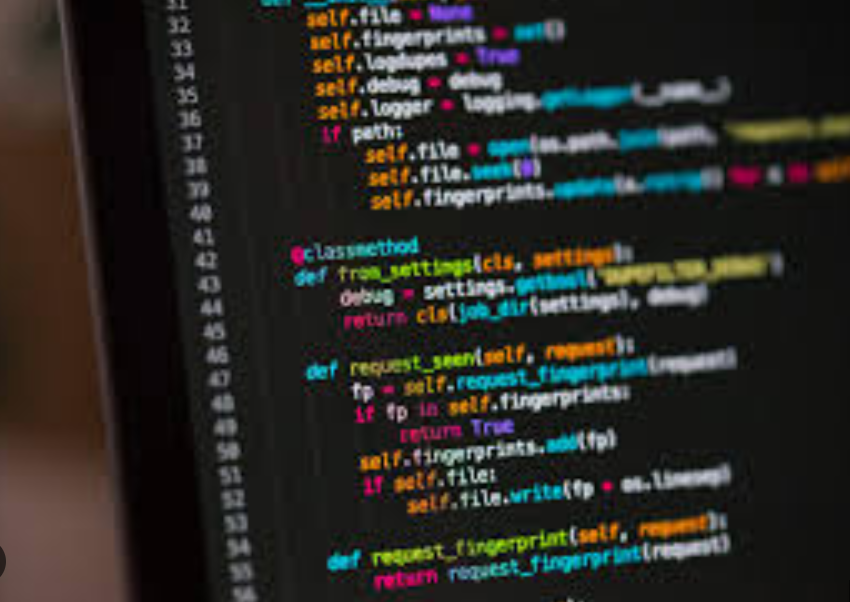 31 def
32 self.file = None
33 self.fingerprints = set()
34 self.logdupes = True
35 self.debug = debug
36 self.logger = logging.getLogger(__name__)
37 if path:
38 self.file = open(os.path.join(path,
39 self.file.seek(0)
40 self.fingerprints.update(
41
42 @classmethod
43 def from_settings(cls, settings):
44 debug = settings.getbool('DUPEFILTER_DEBUG')
45 return cls(job_dir(settings), debug)
46
47 def request_seen(self, request):
48 fp = self.request_fingerprint(request)
49 if fp in self.fingerprints:
50 return True
51 self.fingerprints.add(fp)
52 if self.file:
53 self.file.write(fp + os.linesep)
54
55 def request_fingerprint(self, request):
56 return request_fingerprint(request)